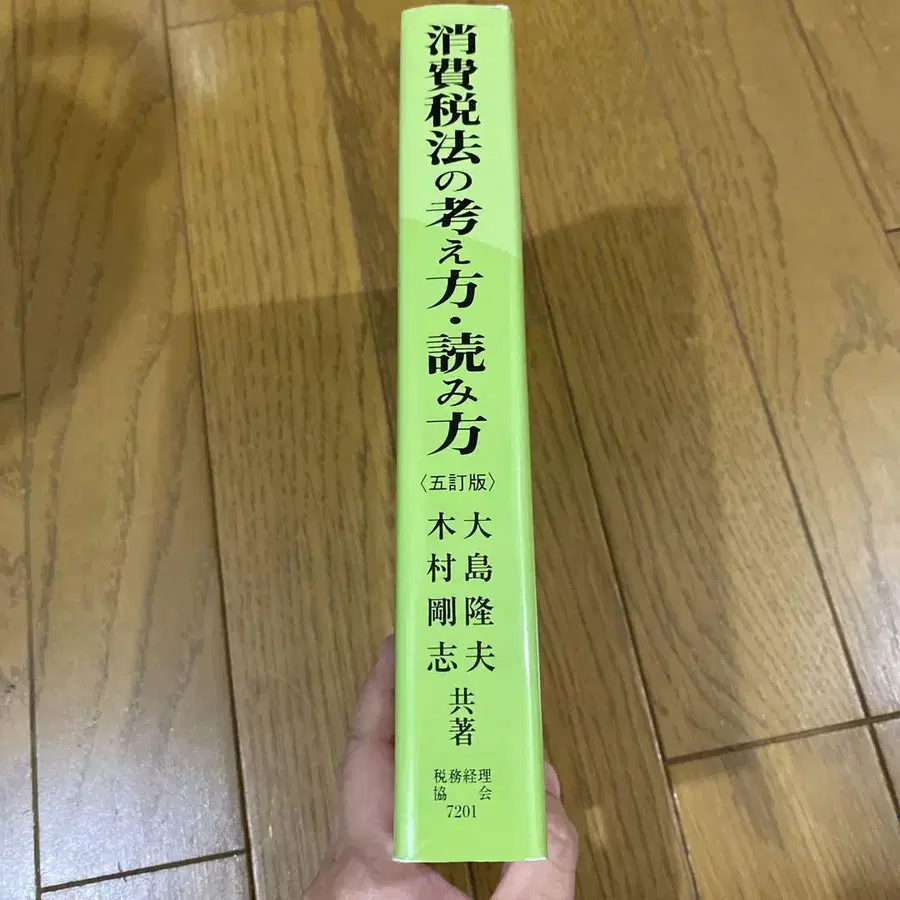 消費税法の考え方・読み方
〈五訂版〉
大島隆夫
木村剛志
共著
税務経理
協会
7201